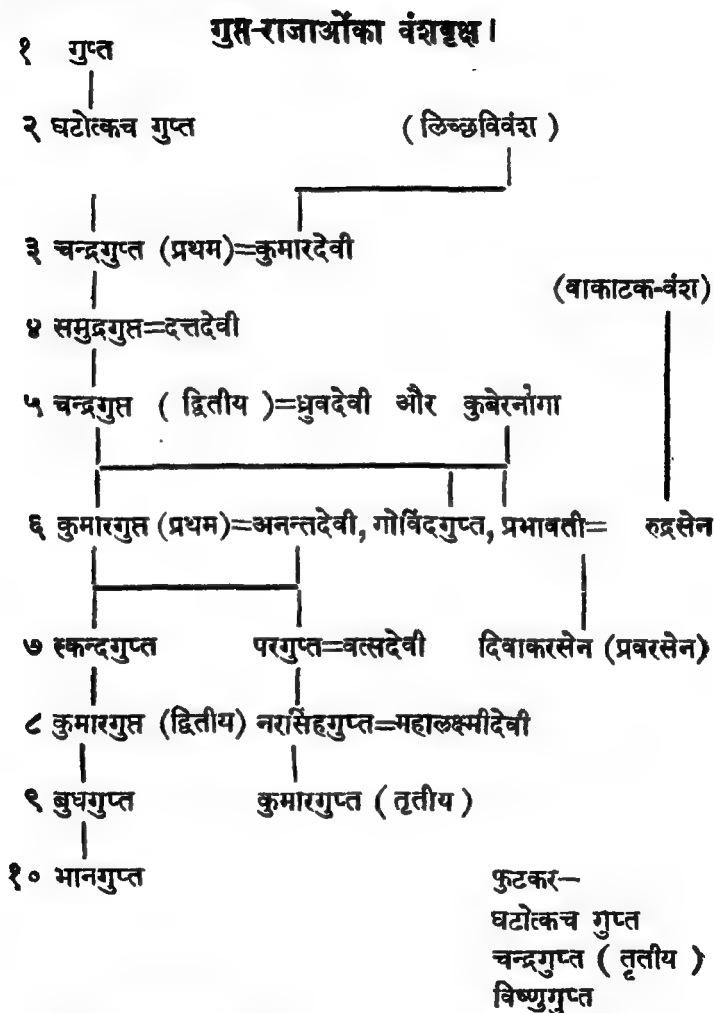 गुप्त-राजाओंका वंशवृक्ष।
१ गुप्त
२ घटोत्कच गुप्त (लिच्छविवंश)
३ चन्द्रगुप्त (प्रथम)=कुमारदेवी
(वाकाटक-वंश)
४ समुद्रगुप्त=दत्तदेवी
५ चन्द्रगुप्त (द्वितीय)=ध्रुवदेवी और कुबेरनोगा
६ कुमारगुप्त (प्रथम)=अनन्तदेवी, गोविंदगुप्त, प्रभावती= रुद्रसेन
७ स्कन्दगुप्त परगुप्त=वत्सदेवी दिवाकरसेन (प्रवरसेन)
८ कुमारगुप्त (द्वितीय) नरसिंहगुप्त=महालक्ष्मीदेवी
९ बुधगुप्त कुमारगुप्त (तृतीय)
१० भानगुप्त
फुटकर–
घटोत्कच गुप्त
चन्द्रगुप्त (तृतीय)
विष्णुगुप्त